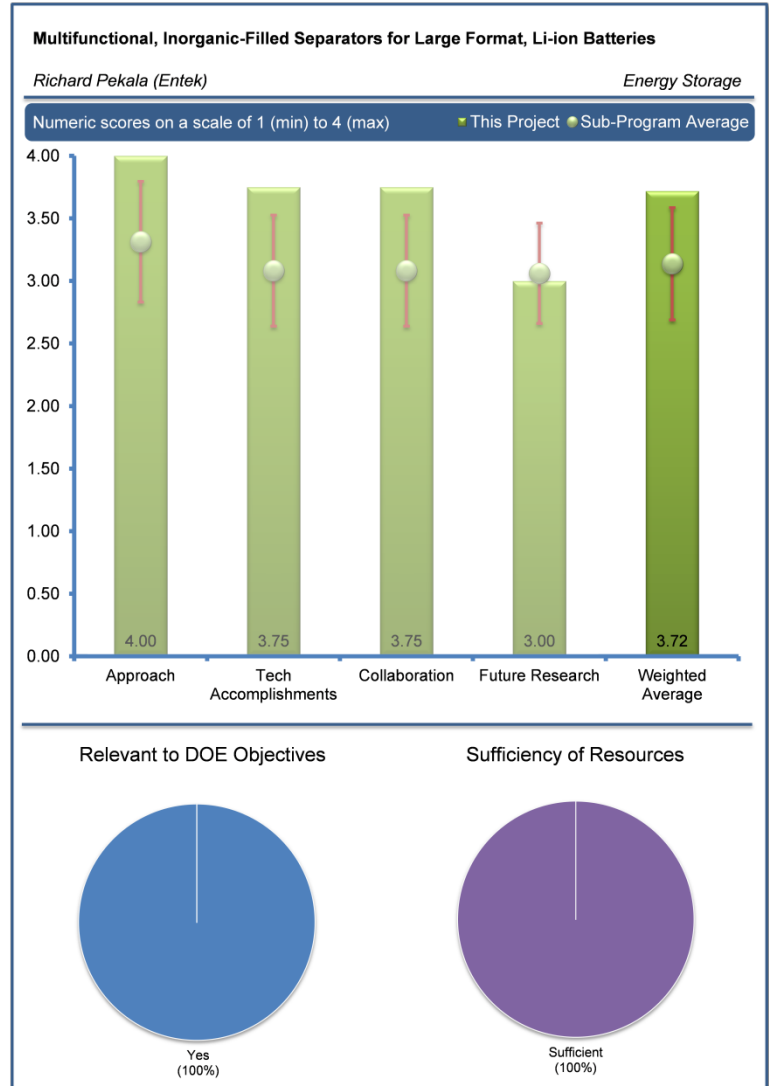 Multifunctional, Inorganic-Filled Separators for Large Format, Li-ion Batteries
Richard Pekala (Entek) Energy Storage
Numeric scores on a scale of 1 (min) to 4 (max) This Project Sub-Program Average
4.00
3.50
3.00
2.50
2.00
1.50
1.00
0.50
0.00
4.00 3.75 3.75 3.00 3.72
Approach Tech Collaboration Future Research Weighted
Accomplishments Average
Relevant to DOE Objectives Sufficiency of Resources
Yes Sufficient
(100%) (100%)